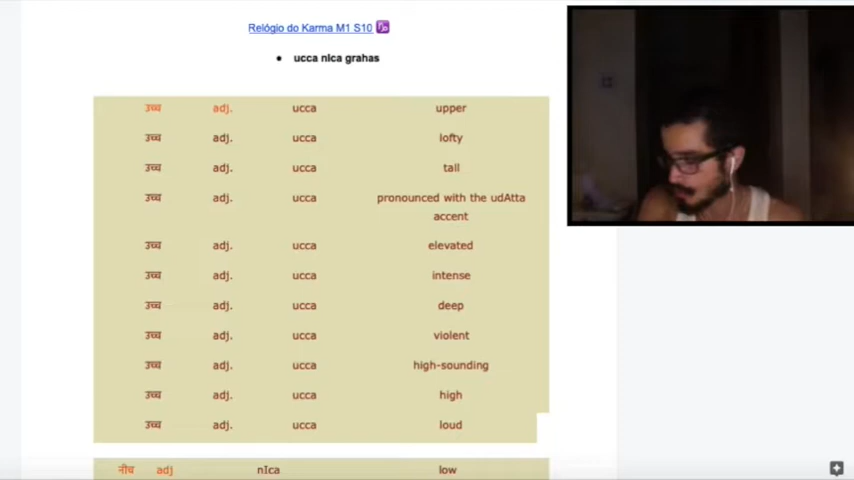 Relógio do Karma M1 S10 ♑
• ucca nIca grahas
उच्च adj. ucca upper
उच्च adj. ucca lofty
उच्च adj. ucca tall
उच्च adj. ucca pronounced with the udAtta
accent
उच्च adj. ucca elevated
उच्च adj. ucca intense
उच्च adj. ucca deep
उच्च adj. ucca violent
उच्च adj. ucca high-sounding
उच्च adj. ucca high
उच्च adj. ucca loud
नीच adj nIca low